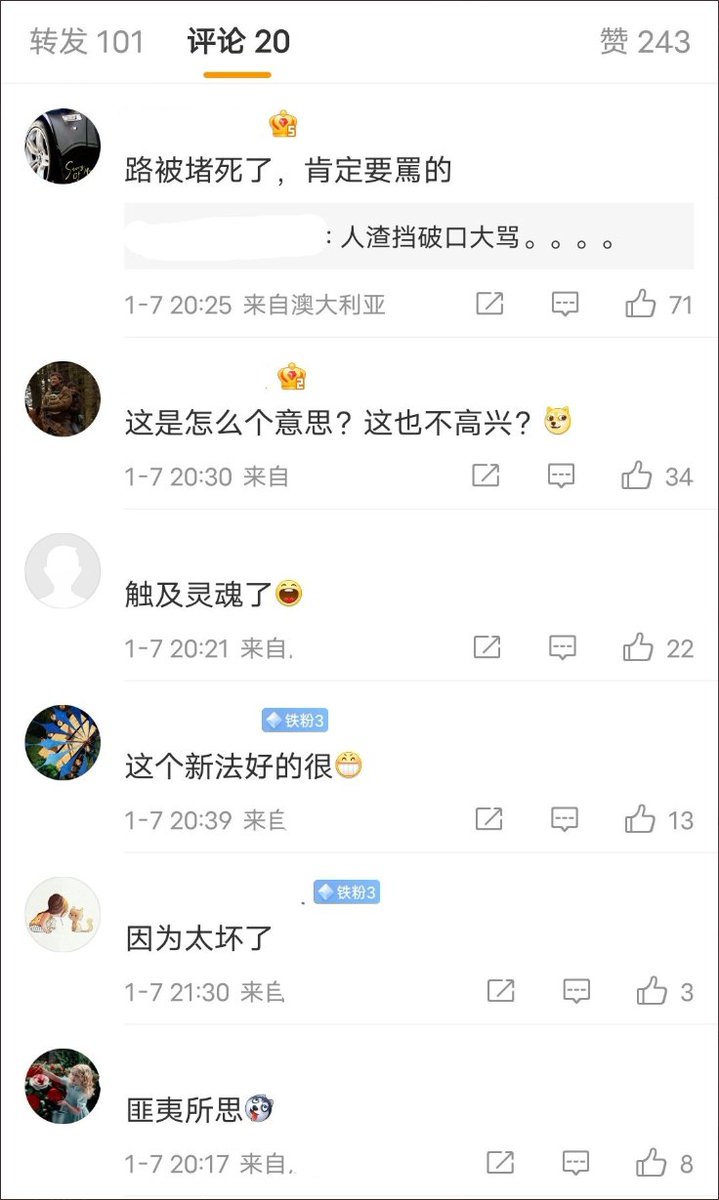 转发 101 评论 20 赞 243
5
路被堵死了，肯定要骂的
：人渣挡破口大骂。。。。
1-7 20:25 来自澳大利亚 71
2
这是怎么个意思？这也不高兴？
1-7 20:30 来自 34
触及灵魂了
1-7 20:21 来自 22
铁粉3
这个新法好的很
1-7 20:39 来自 13
铁粉3
因为太坏了
1-7 21:30 来自 3
匪夷所思
1-7 20:17 来自 8